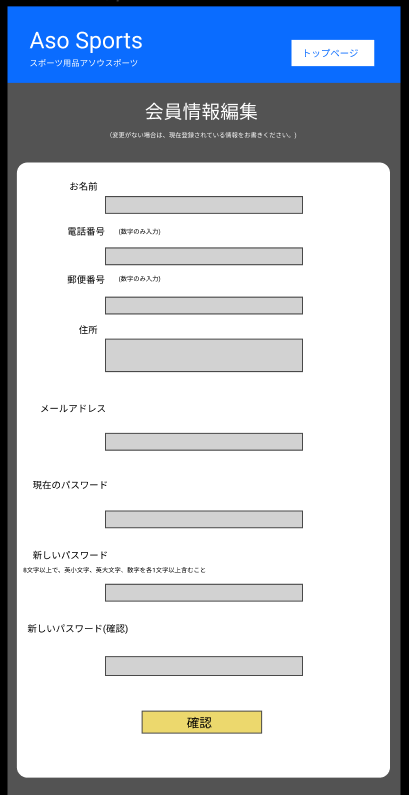 Aso Sports
スポーツ用品アソウスポーツ
トップページ
会員情報編集
(変更がない場合は、現在登録されている情報をお書きください。)
お名前
電話番号 (数字のみ入力)
郵便番号 (数字のみ入力)
住所
メールアドレス
現在のパスワード
新しいパスワード
8文字以上で、英小文字、英大文字、数字を各1文字以上含むこと
新しいパスワード(確認)
確認